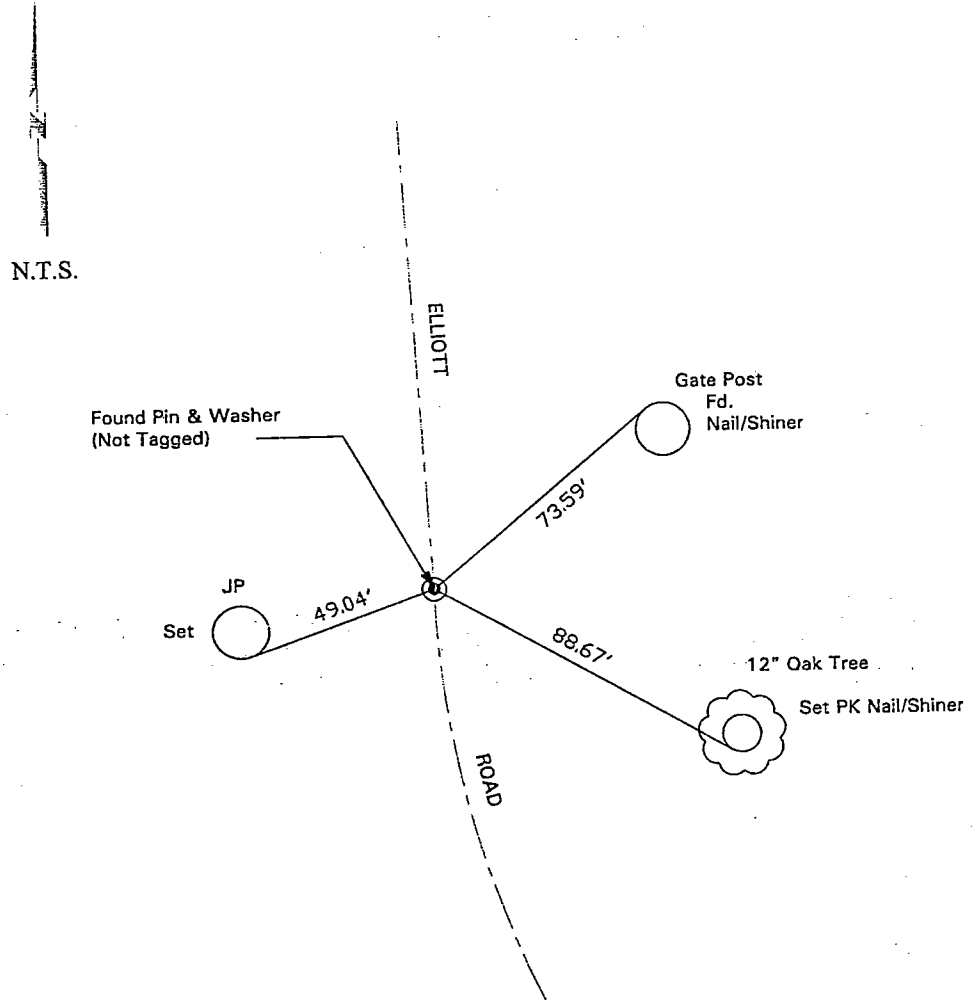 N.T.S.
ELLIOTT
Gate Post
Fd.
Nail/Shiner
Found Pin & Washer
(Not Tagged)
73.59'
JP
Set
49.04'
88.67'
12" Oak Tree
Set PK Nail/Shiner
ROAD